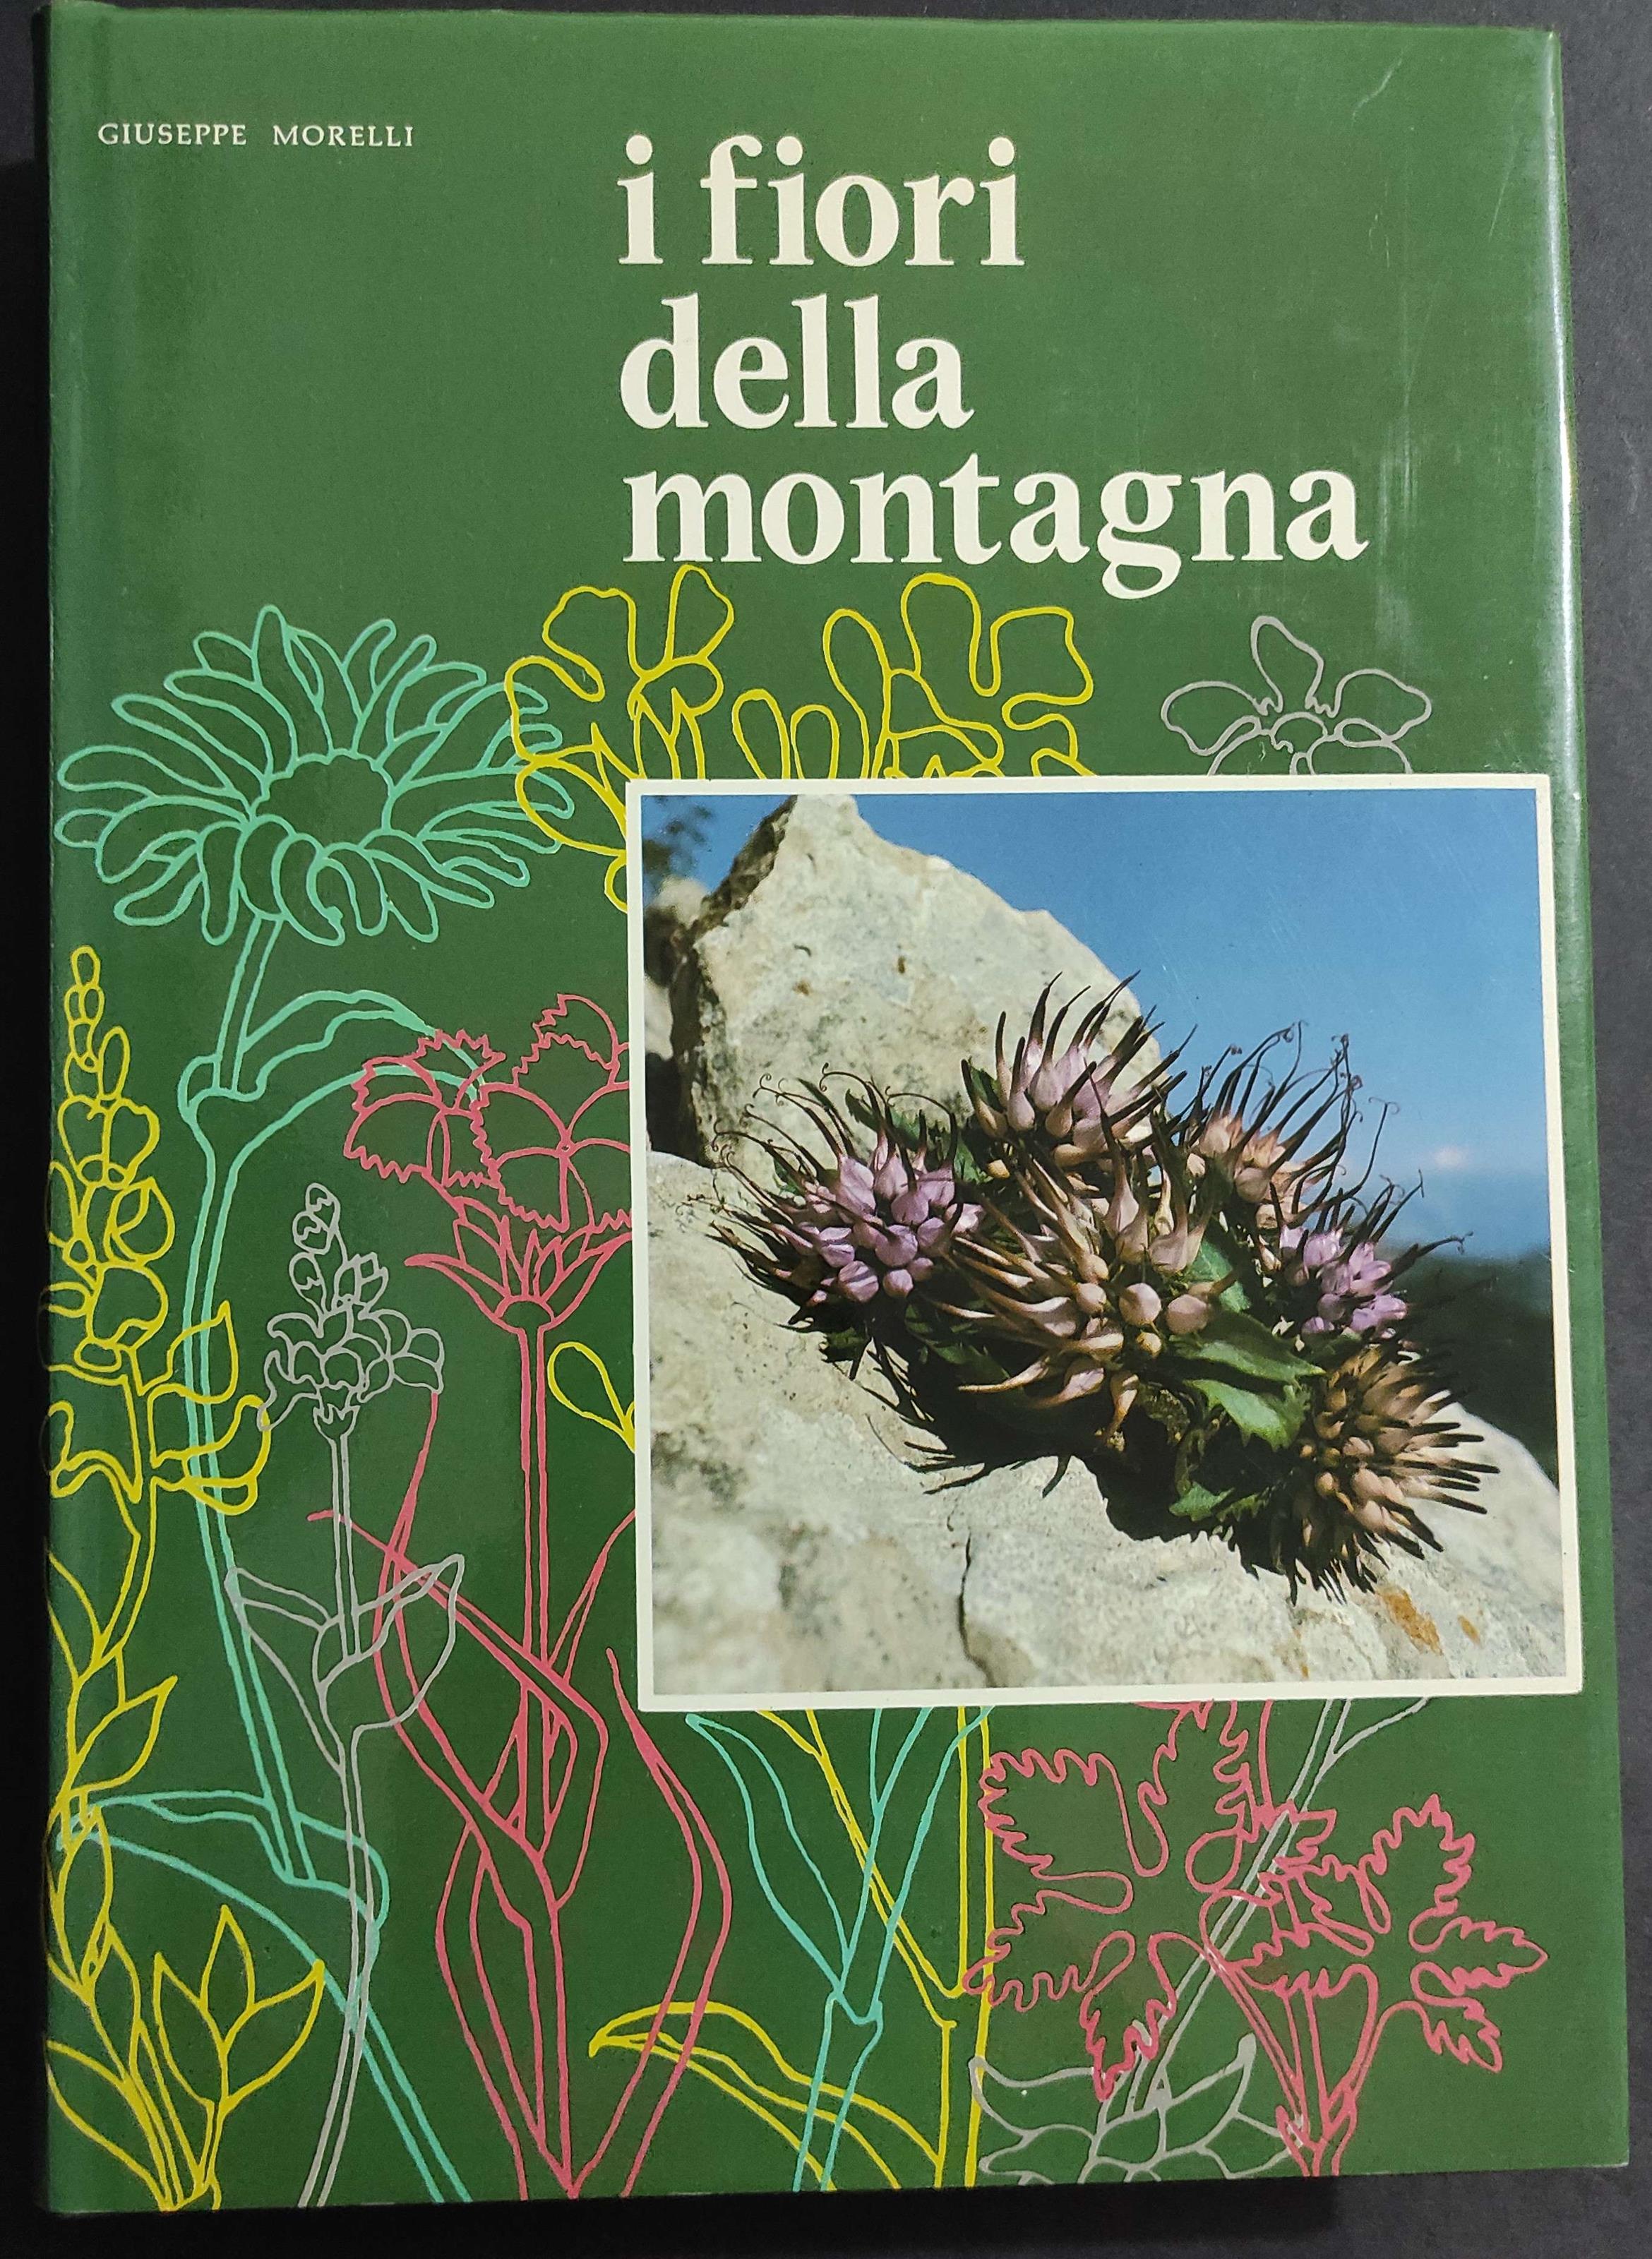 GIUSEPPE MORELLI
i fiori
della
montagna